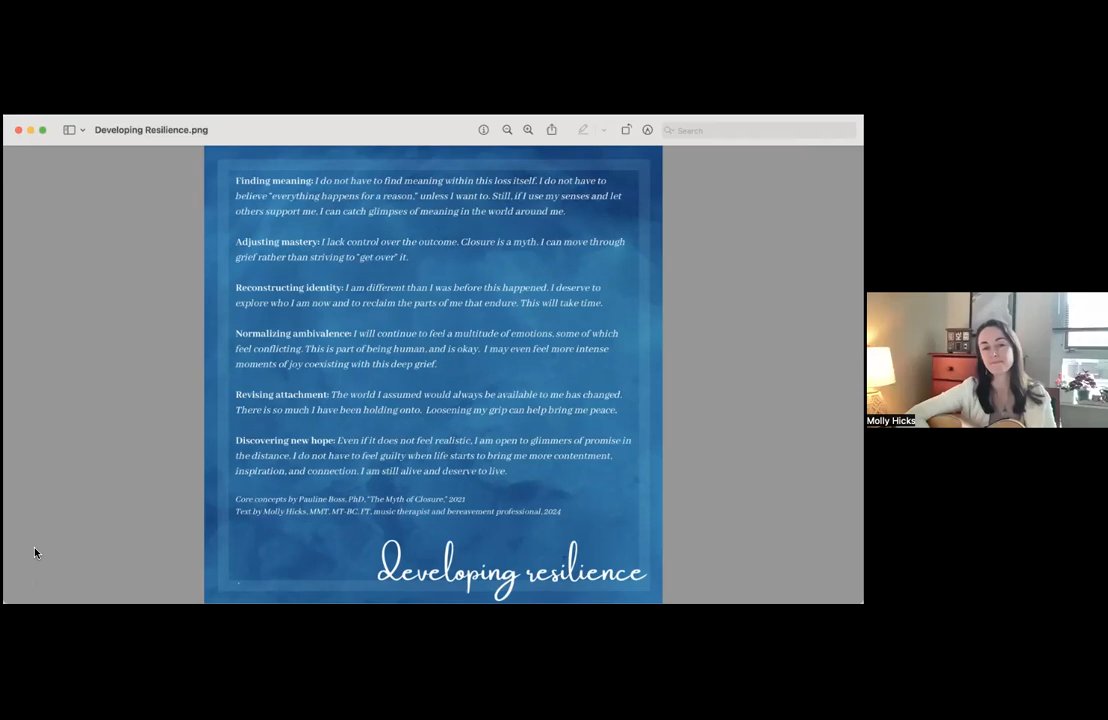 Developing Resilience.png
Search
Finding meaning: I do not have to find meaning within this loss itself. I do not have to
believe "everything happens for a reason," unless I want to. Still, if I use my senses and let
others support me, I can catch glimpses of meaning in the world around me.
Adjusting mastery: I lack control over the outcome. Closure is a myth. I can move through
grief rather than striving to "get over" it.
Reconstructing identity: I am different than I was before this happened. I deserve to
explore who I am now and to reclaim the parts of me that endure. This will take time.
Normalizing ambivalence: I will continue to feel a multitude of emotions, some of which
feel conflicting. This is part of being human, and is okay. I may even feel more intense
moments of joy coexisting with this deep grief.
Revising attachment: The world I assumed would always be available to me has changed.
There is so much I have been holding onto. Loosening my grip can help bring me peace.
Discovering new hope: Even if it does not feel realistic, I am open to glimmers of promise in
the distance. I do not have to feel guilty when life starts to bring me more contentment,
inspiration, and connection. I am still alive and deserve to live.
Core concepts by Pauline Boss, PhD, "The Myth of Closure," 2021
Text by Molly Hicks, MMT, MT-BC, FT, music therapist and bereavement professional, 2024
developing resilience
Molly Hicks